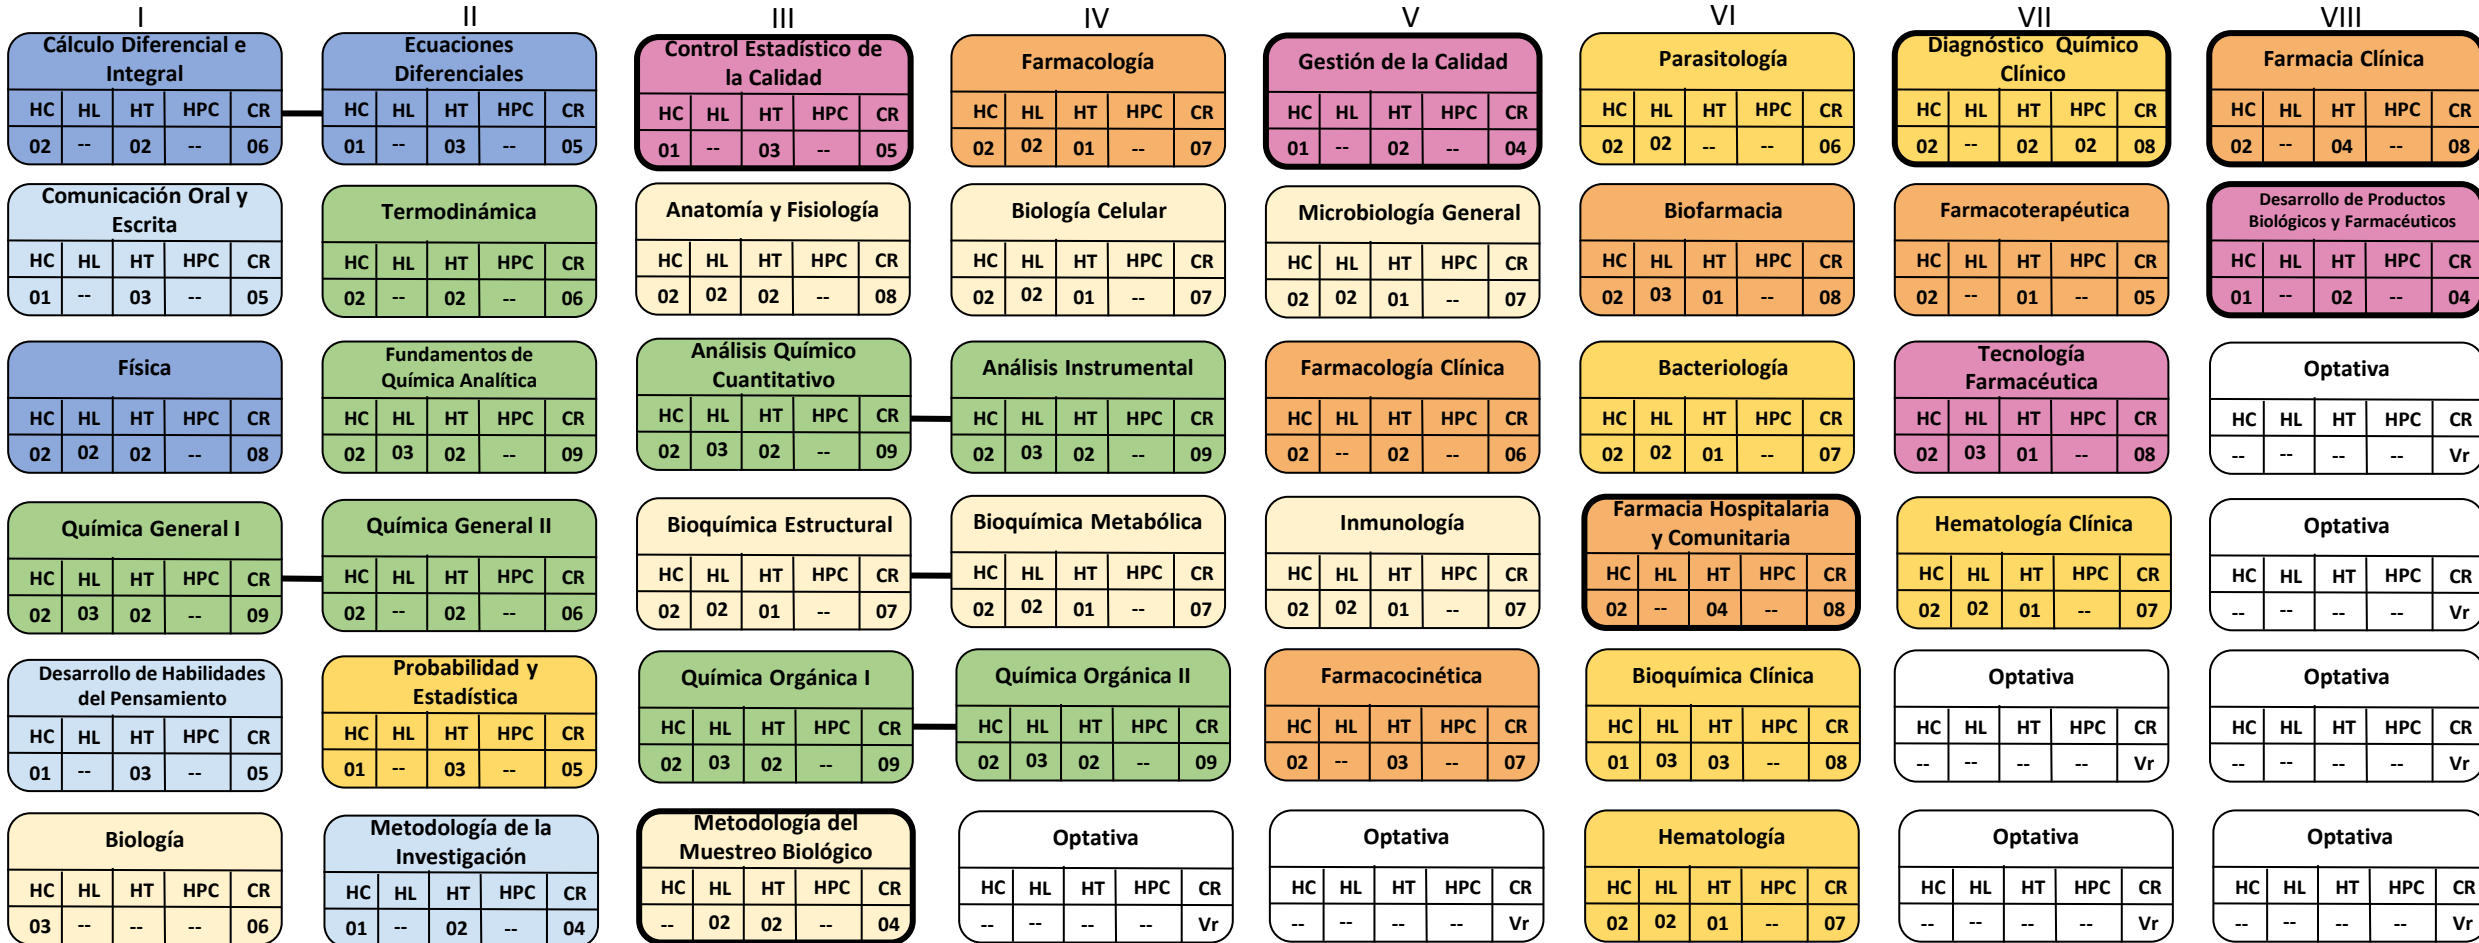 I II III IV V VI VII VIII
Cálculo Diferencial e Integral
HC HL HT HPC CR
02 -- 02 -- 06
Ecuaciones Diferenciales
HC HL HT HPC CR
01 -- 03 -- 05
Control Estadístico de la Calidad
HC HL HT HPC CR
01 -- 03 -- 05
Farmacología
HC HL HT HPC CR
02 02 01 -- 07
Gestión de la Calidad
HC HL HT HPC CR
01 -- 02 -- 04
Parasitología
HC HL HT HPC CR
02 02 -- -- 06
Diagnóstico Químico Clínico
HC HL HT HPC CR
02 -- 02 02 08
Farmacia Clínica
HC HL HT HPC CR
02 -- 04 -- 08
Comunicación Oral y Escrita
HC HL HT HPC CR
01 -- 03 -- 05
Termodinámica
HC HL HT HPC CR
02 -- 02 -- 06
Anatomía y Fisiología
HC HL HT HPC CR
02 02 02 -- 08
Biología Celular
HC HL HT HPC CR
02 02 01 -- 07
Microbiología General
HC HL HT HPC CR
02 02 01 -- 07
Biofarmacia
HC HL HT HPC CR
02 03 01 -- 08
Farmacoterapéutica
HC HL HT HPC CR
02 -- 01 -- 05
Desarrollo de Productos Biológicos y Farmacéuticos
HC HL HT HPC CR
01 -- 02 -- 04
Física
HC HL HT HPC CR
02 02 02 -- 08
Fundamentos de Química Analítica
HC HL HT HPC CR
02 03 02 -- 09
Análisis Químico Cuantitativo
HC HL HT HPC CR
02 03 02 -- 09
Análisis Instrumental
HC HL HT HPC CR
02 03 02 -- 09
Farmacología Clínica
HC HL HT HPC CR
02 -- 02 -- 06
Bacteriología
HC HL HT HPC CR
02 02 01 -- 07
Tecnología Farmacéutica
HC HL HT HPC CR
02 03 01 -- 08
Optativa
HC HL HT HPC CR
-- -- -- -- Vr
Química General I
HC HL HT HPC CR
02 03 02 -- 09
Química General II
HC HL HT HPC CR
02 -- 02 -- 06
Bioquímica Estructural
HC HL HT HPC CR
02 02 01 -- 07
Bioquímica Metabólica
HC HL HT HPC CR
02 02 01 -- 07
Inmunología
HC HL HT HPC CR
02 02 01 -- 07
Farmacia Hospitalaria y Comunitaria
HC HL HT HPC CR
02 -- 04 -- 08
Hematología Clínica
HC HL HT HPC CR
02 02 01 -- 07
Optativa
HC HL HT HPC CR
-- -- -- -- Vr
Desarrollo de Habilidades del Pensamiento
HC HL HT HPC CR
01 -- 03 -- 05
Probabilidad y Estadística
HC HL HT HPC CR
01 -- 03 -- 05
Química Orgánica I
HC HL HT HPC CR
02 03 02 -- 09
Química Orgánica II
HC HL HT HPC CR
02 03 02 -- 09
Farmacocinética
HC HL HT HPC CR
02 -- 03 -- 07
Bioquímica Clínica
HC HL HT HPC CR
01 03 03 -- 08
Optativa
HC HL HT HPC CR
-- -- -- -- Vr
Optativa
HC HL HT HPC CR
-- -- -- -- Vr
Biología
HC HL HT HPC CR
03 -- -- -- 06
Metodología de la Investigación
HC HL HT HPC CR
01 -- 02 -- 04
Metodología del Muestreo Biológico
HC HL HT HPC CR
-- 02 02 -- 04
Optativa
HC HL HT HPC CR
-- -- -- -- Vr
Optativa
HC HL HT HPC CR
-- -- -- -- Vr
Hematología
HC HL HT HPC CR
02 02 01 -- 07
Optativa
HC HL HT HPC CR
-- -- -- -- Vr
Optativa
HC HL HT HPC CR
-- -- -- -- Vr